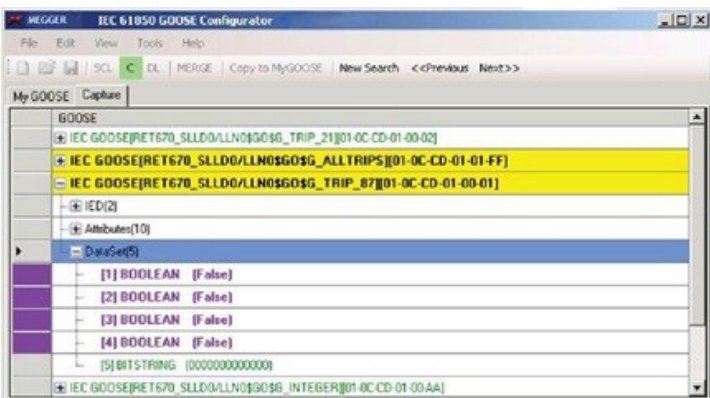 MEGGER IEC 61850 GOOSE Configurator
File Edit View Tools Help
SCL C DL MERGE Copy to MyGOOSE New Search <<Previous Next>>
My GOOSE Capture
GOOSE
IEC GOOSE[RET670_SLLD0/LLN0$GO$G_TRIP_21][01-0C-CD-01-00-02]
IEC GOOSE[RET670_SLLD0/LLN0$GO$G_ALLTRIPS][01-0C-CD-01-01-FF]
IEC GOOSE[RET670_SLLD0/LLN0$GO$G_TRIP_87][01-0C-CD-01-00-01]
IED(2)
Attributes(10)
DataSet(5)
[1] BOOLEAN (False)
[2] BOOLEAN (False)
[3] BOOLEAN (False)
[4] BOOLEAN (False)
[5] BITSTRING (0000000000000)
IEC GOOSE[RET670_SLLD0/LLN0$GO$G_INTEGER][01-0C-CD-01-00-AA]